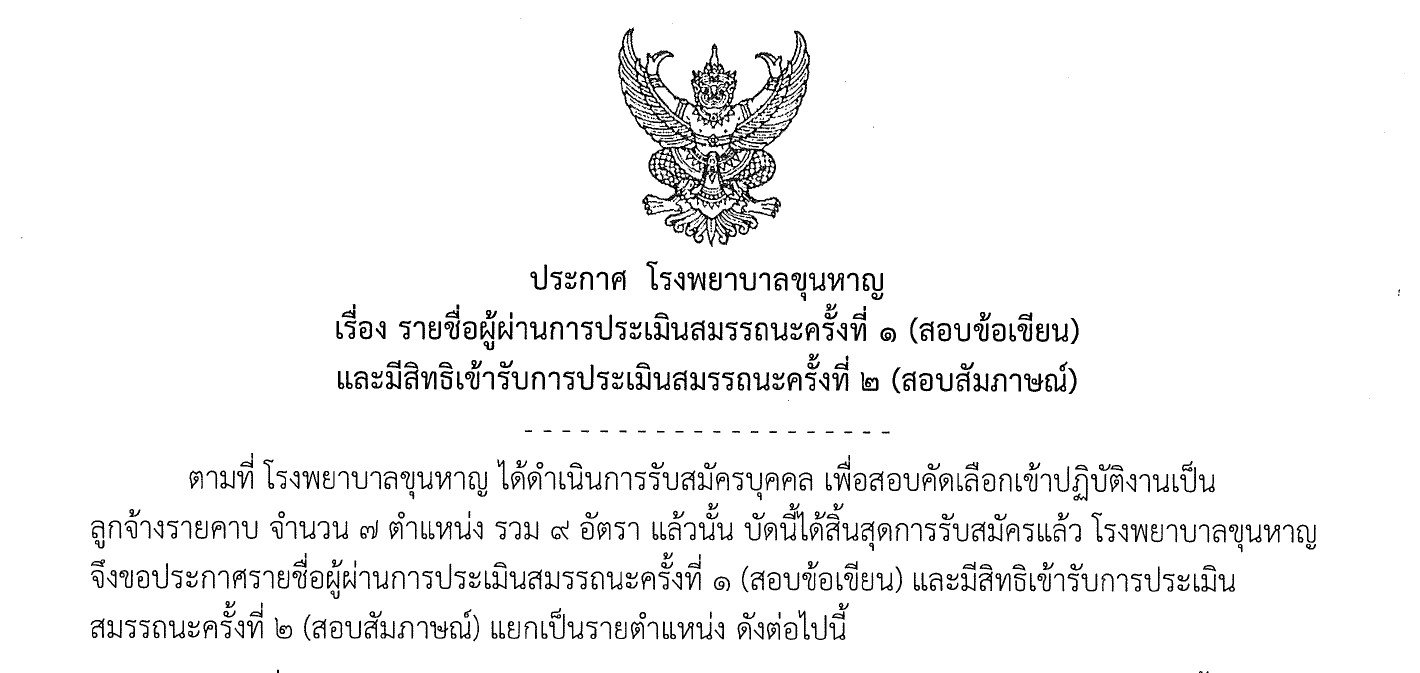 ประกาศ โรงพยาบาลขุนหาญ
เรื่อง รายชื่อผู้ผ่านการประเมินสมรรถนะครั้งที่ ๑ (สอบข้อเขียน)
และมีสิทธิเข้ารับการประเมินสมรรถนะครั้งที่ ๒ (สอบสัมภาษณ์)
- - - - - - - - - - - - - - - - - - - -
ตามที่ โรงพยาบาลขุนหาญ ได้ดำเนินการรับสมัครบุคคล เพื่อสอบคัดเลือกเข้าปฏิบัติงานเป็น
ลูกจ้างรายคาบ จำนวน ๗ ตำแหน่ง รวม ๙ อัตรา แล้วนั้น บัดนี้ได้สิ้นสุดการรับสมัครแล้ว โรงพยาบาลขุนหาญ
จึงขอประกาศรายชื่อผู้ผ่านการประเมินสมรรถนะครั้งที่ ๑ (สอบข้อเขียน) และมีสิทธิเข้ารับการประเมิน
สมรรถนะครั้งที่ ๒ (สอบสัมภาษณ์) แยกเป็นรายตำแหน่ง ดังต่อไปนี้